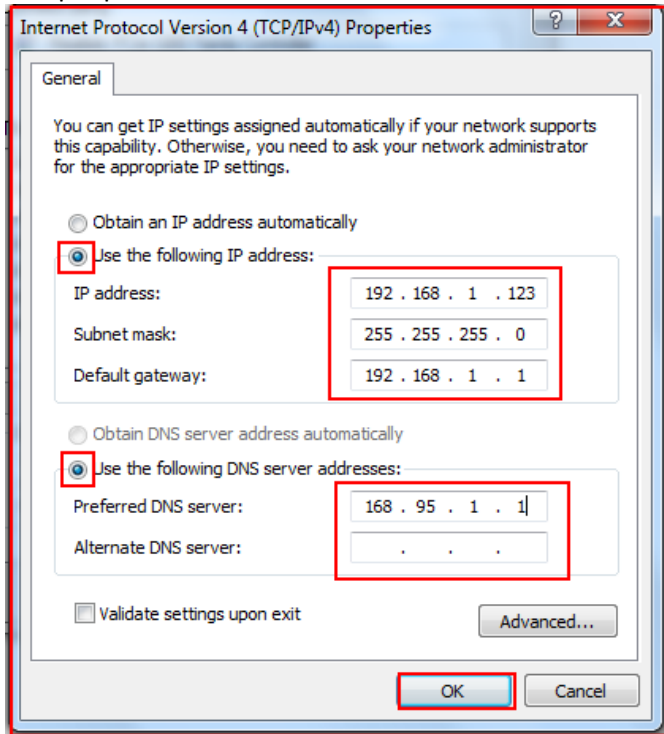 Internet Protocol Version 4 (TCP/IPv4) Properties
General
You can get IP settings assigned automatically if your network supports
this capability. Otherwise, you need to ask your network administrator
for the appropriate IP settings.
Obtain an IP address automatically
Use the following IP address:
IP address: 192 . 168 . 1 . 123
Subnet mask: 255 . 255 . 255 . 0
Default gateway: 192 . 168 . 1 . 1
Obtain DNS server address automatically
Use the following DNS server addresses:
Preferred DNS server: 168 . 95 . 1 . 1
Alternate DNS server: . . .
Validate settings upon exit
Advanced...
OK Cancel